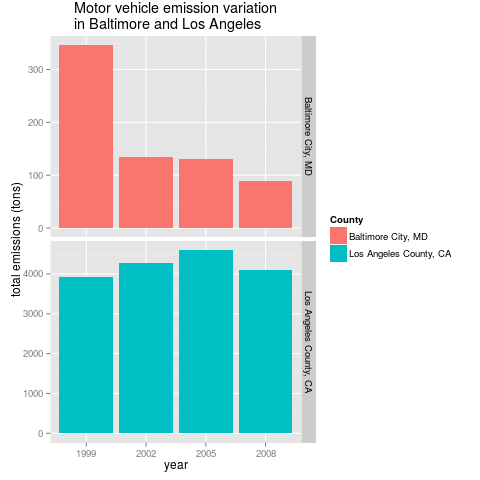 Motor vehicle emission variation
in Baltimore and Los Angeles
total emissions (tons)
300
200
100
0
Baltimore City, MD
4000
3000
2000
1000
0
Los Angeles County, CA
1999 2002 2005 2008
year
County
Baltimore City, MD
Los Angeles County, CA